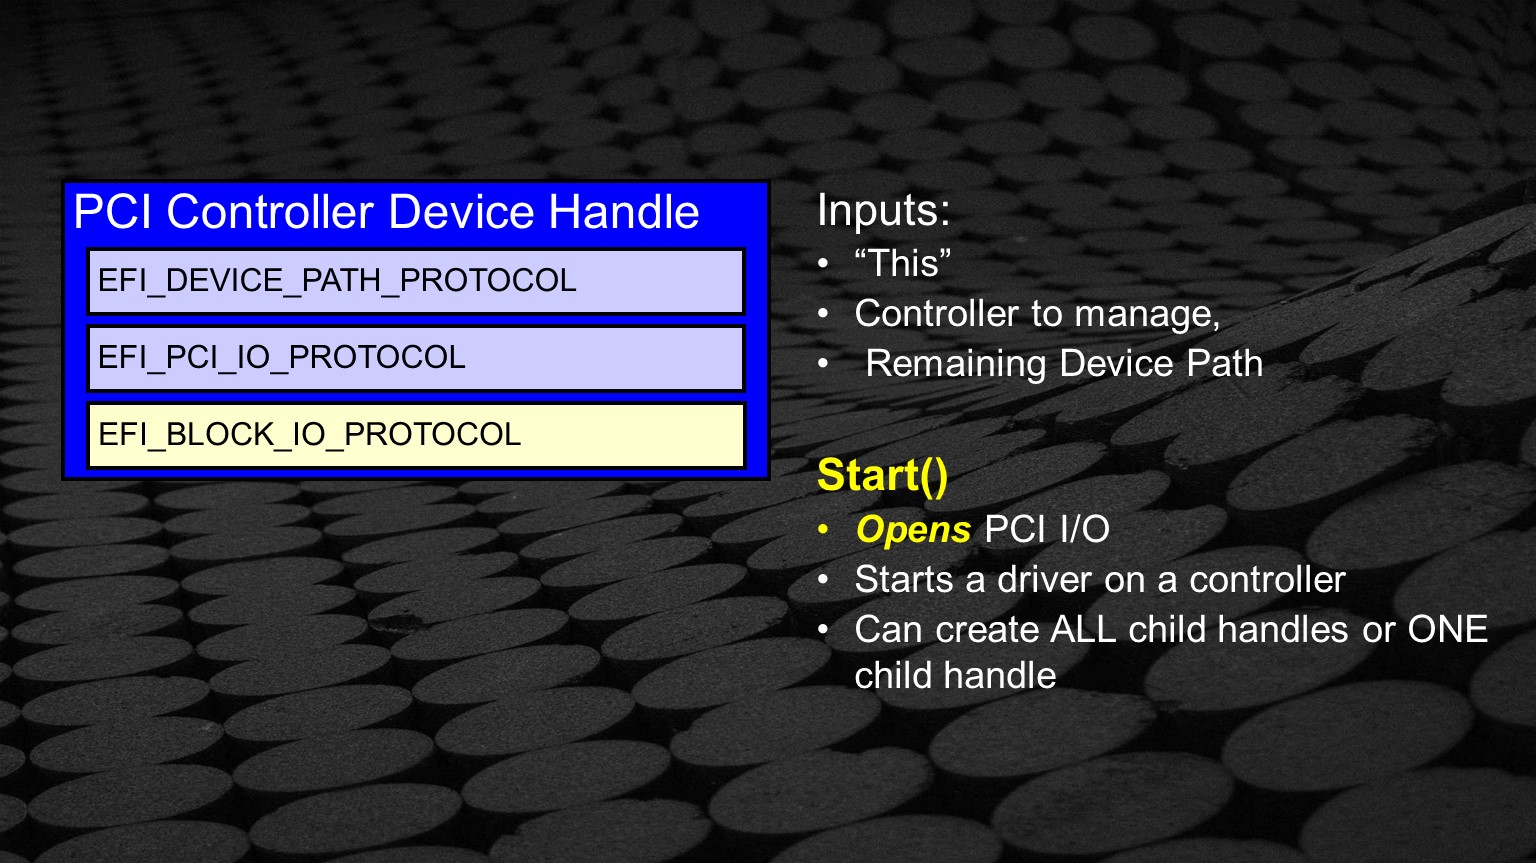 PCI Controller Device Handle
EFI_DEVICE_PATH_PROTOCOL
EFI_PCI_IO_PROTOCOL
EFI_BLOCK_IO_PROTOCOL
Inputs:
• “This”
• Controller to manage,
• Remaining Device Path
Start()
• Opens PCI I/O
• Starts a driver on a controller
• Can create ALL child handles or ONE
child handle